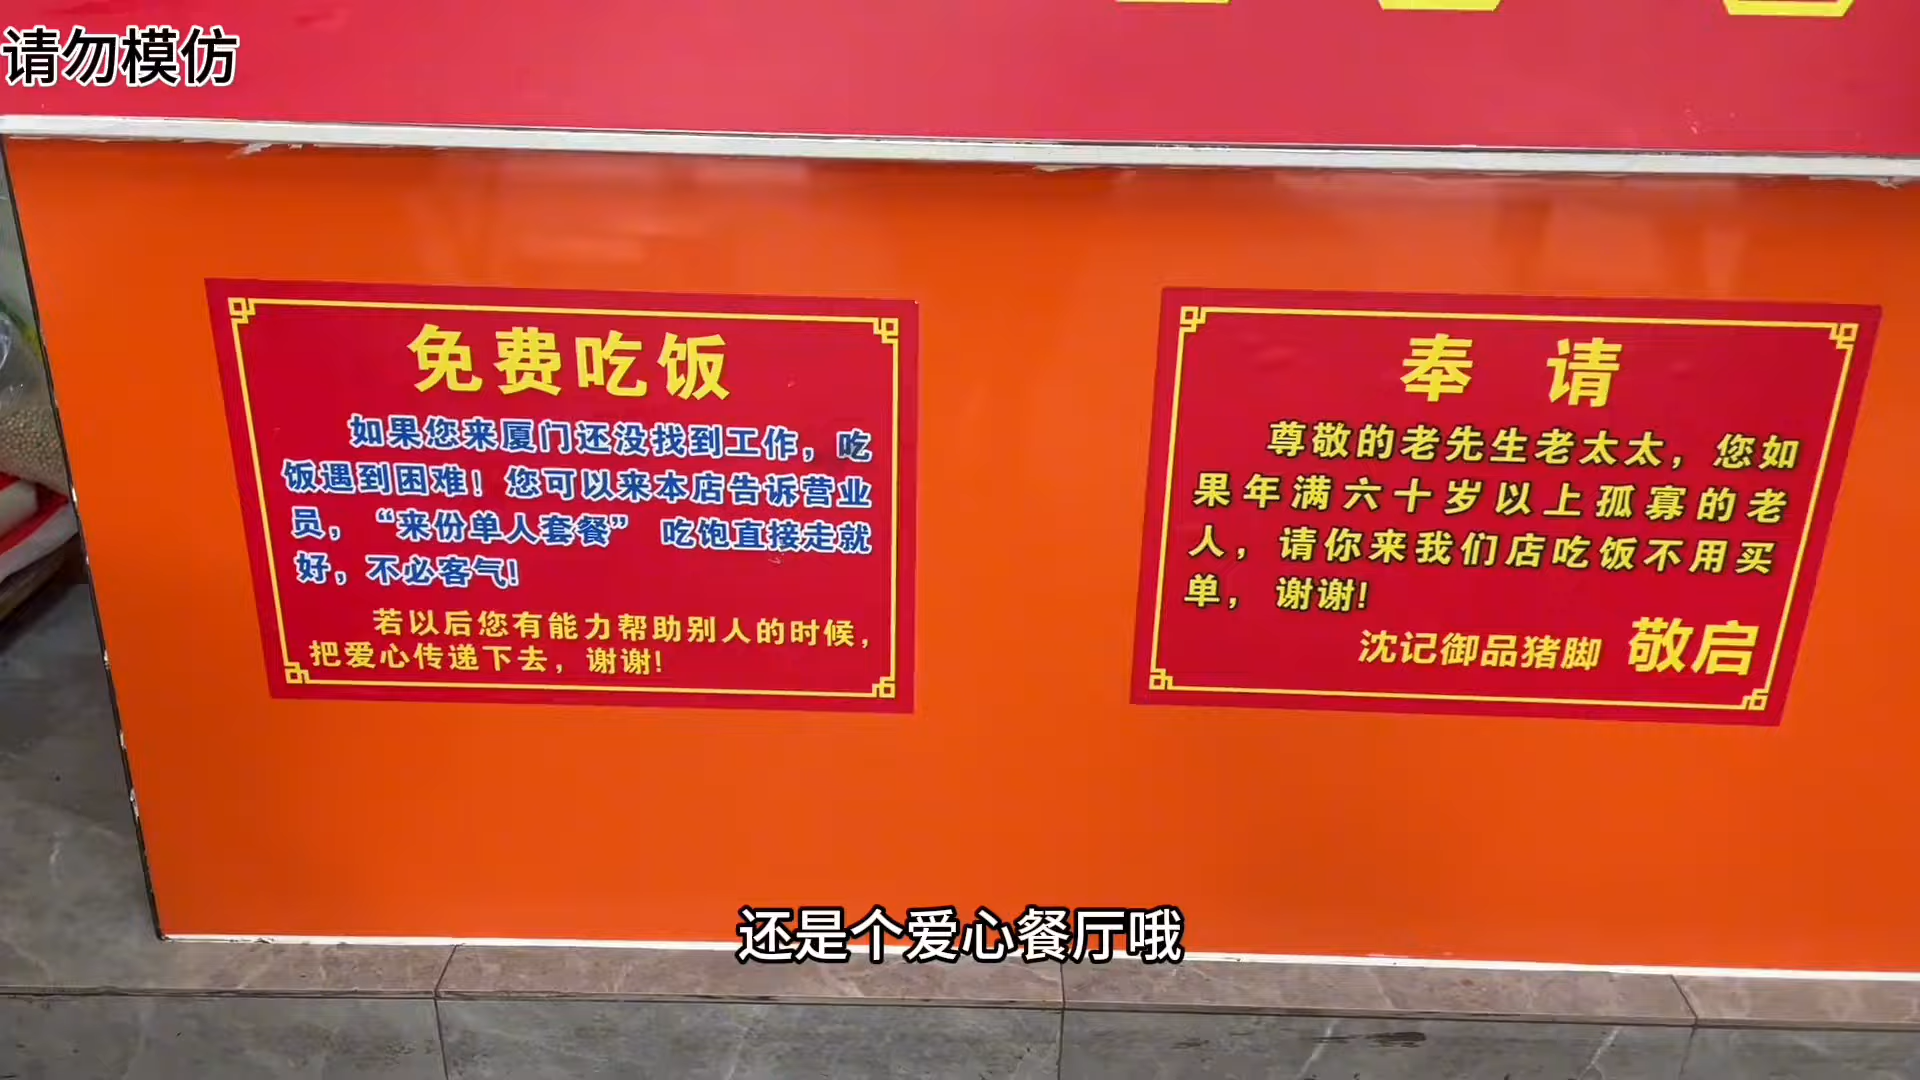 请勿模仿
免费吃饭
如果您来厦门还没找到工作，吃
饭遇到困难！您可以来本店告诉营业
员，“来份单人套餐” 吃饱直接走就
好，不必客气！
若以后您有能力帮助别人的时候，
把爱心传递下去，谢谢！
奉 请
尊敬的老先生老太太，您如
果年满六十岁以上孤寡的老
人，请你来我们店吃饭不用买
单，谢谢！
沈记御品猪脚 敬启
还是个爱心餐厅哦